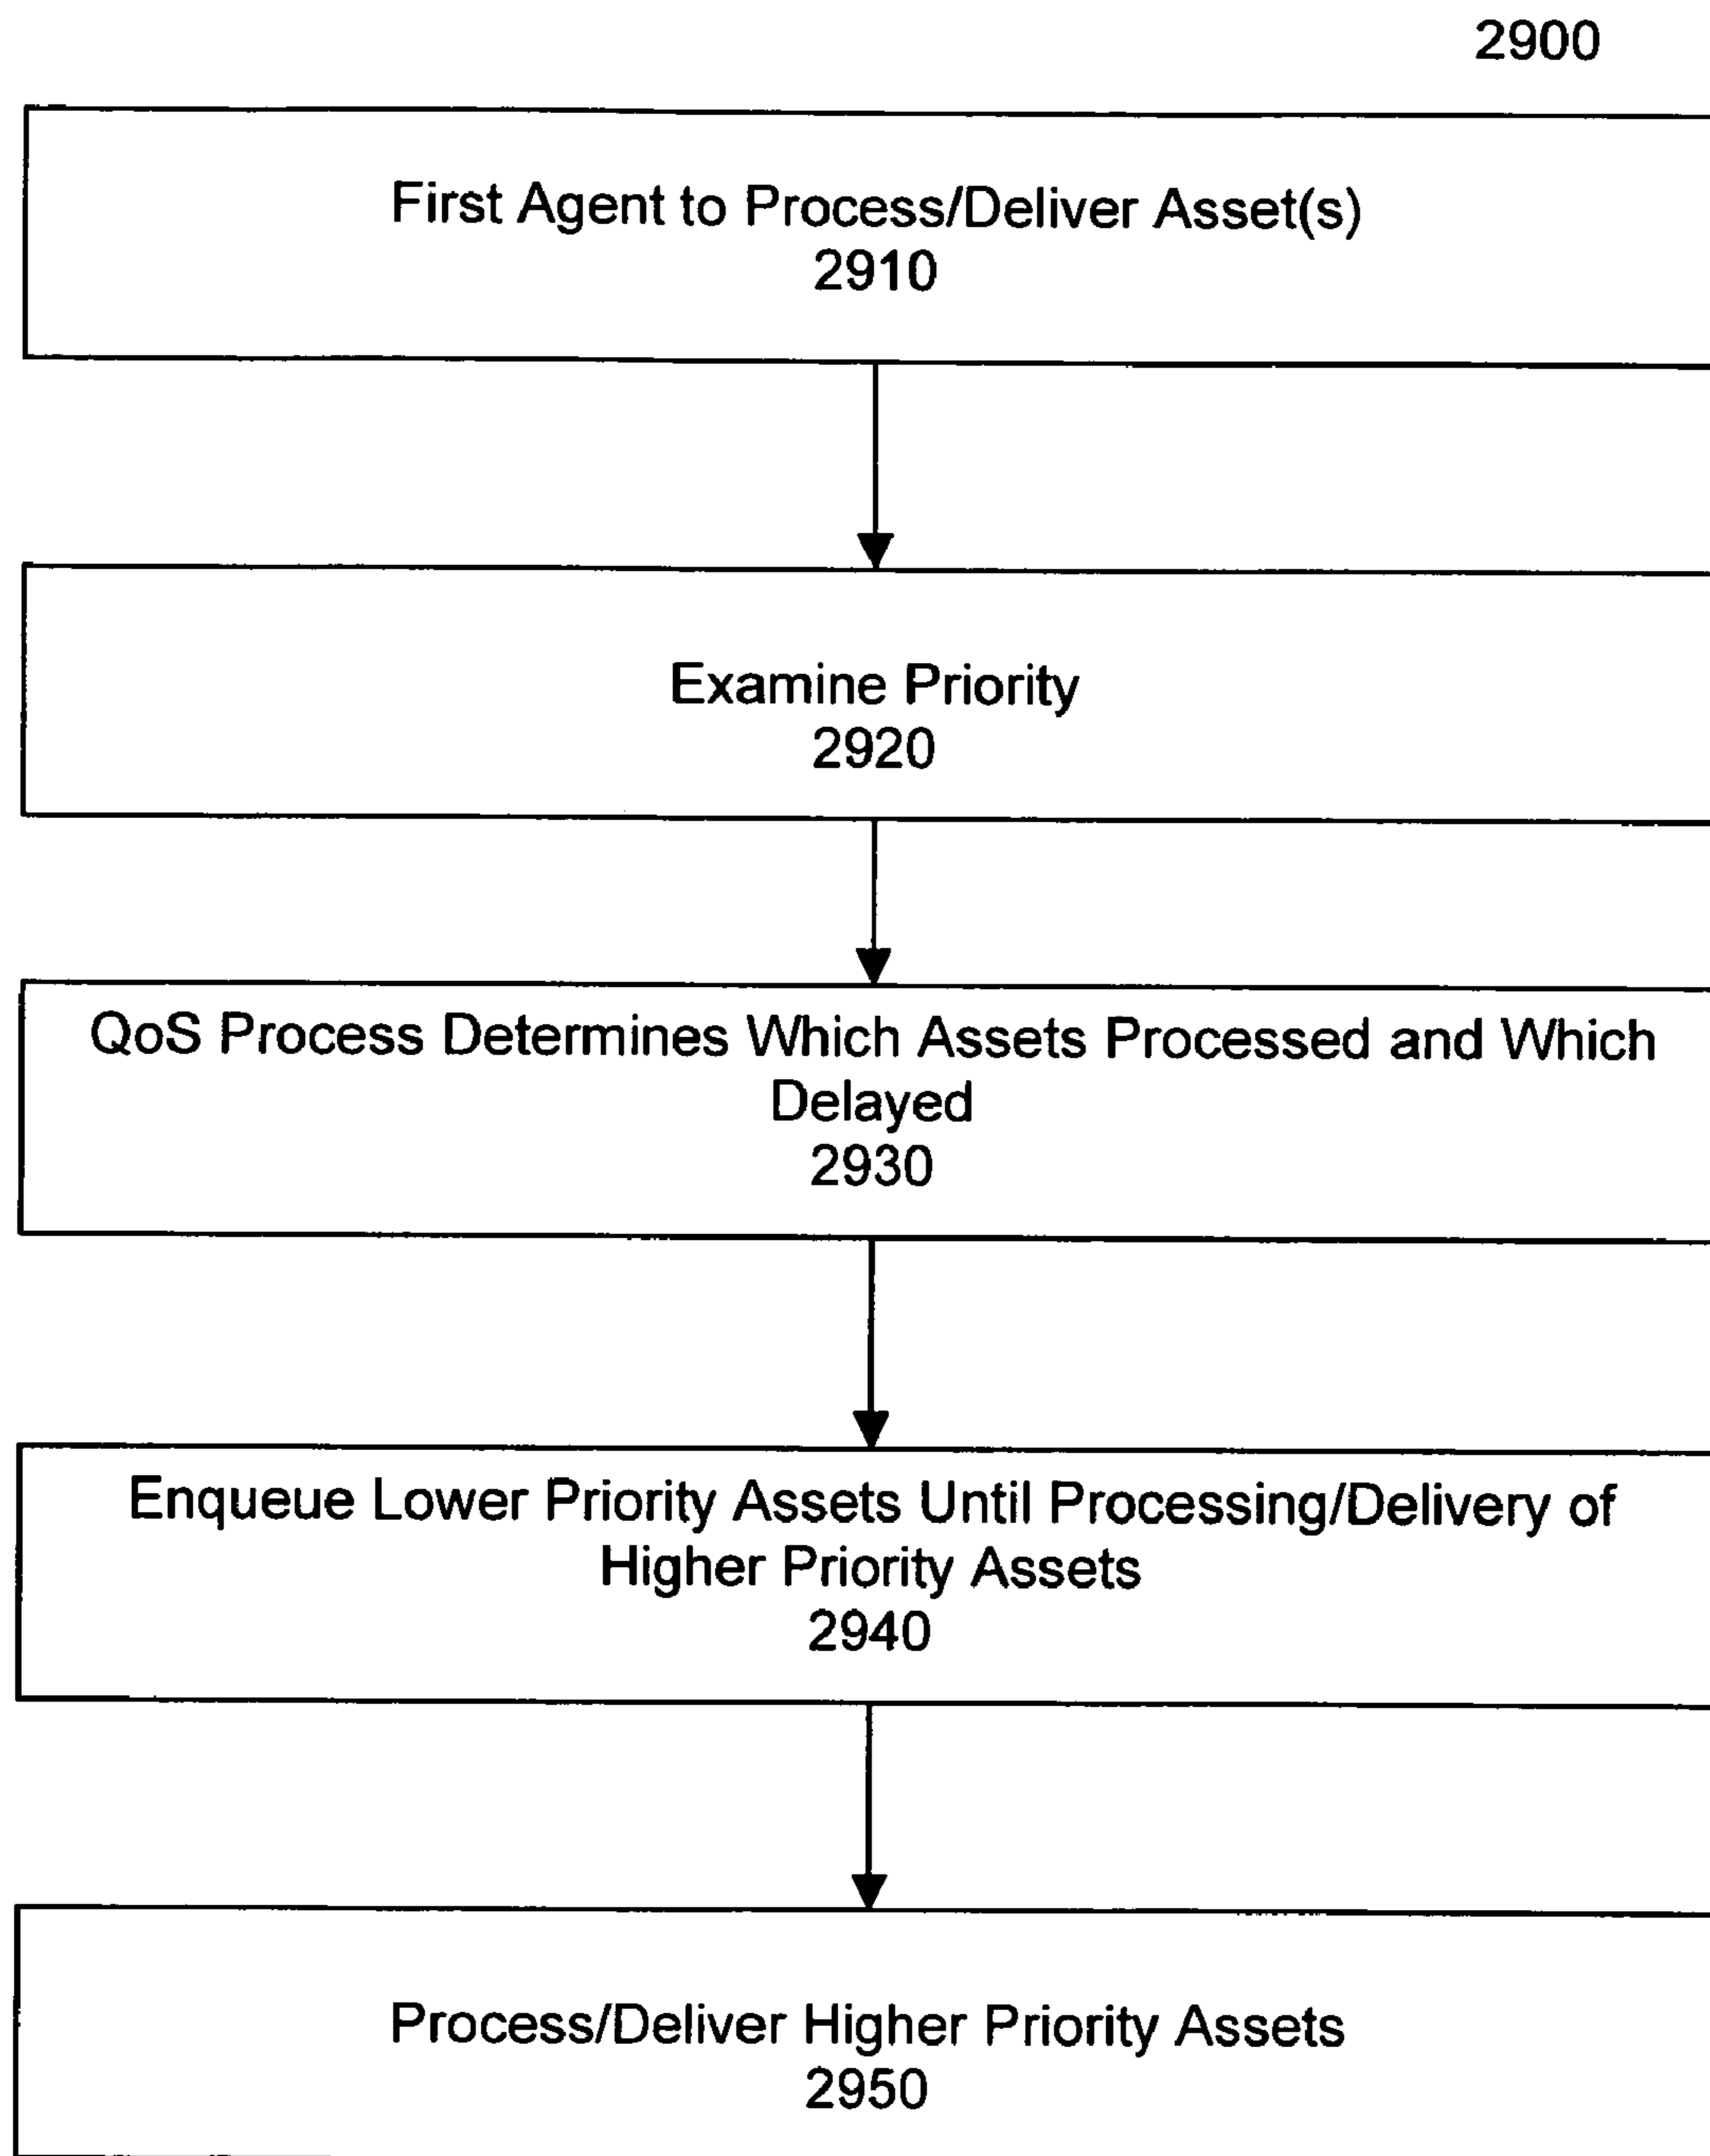 2900
First Agent to Process/Deliver Asset(s)
2910
Examine Priority
2920
QoS Process Determines Which Assets Processed and Which
Delayed
2930
Enqueue Lower Priority Assets Until Processing/Delivery of
Higher Priority Assets
2940
Process/Deliver Higher Priority Assets
2950